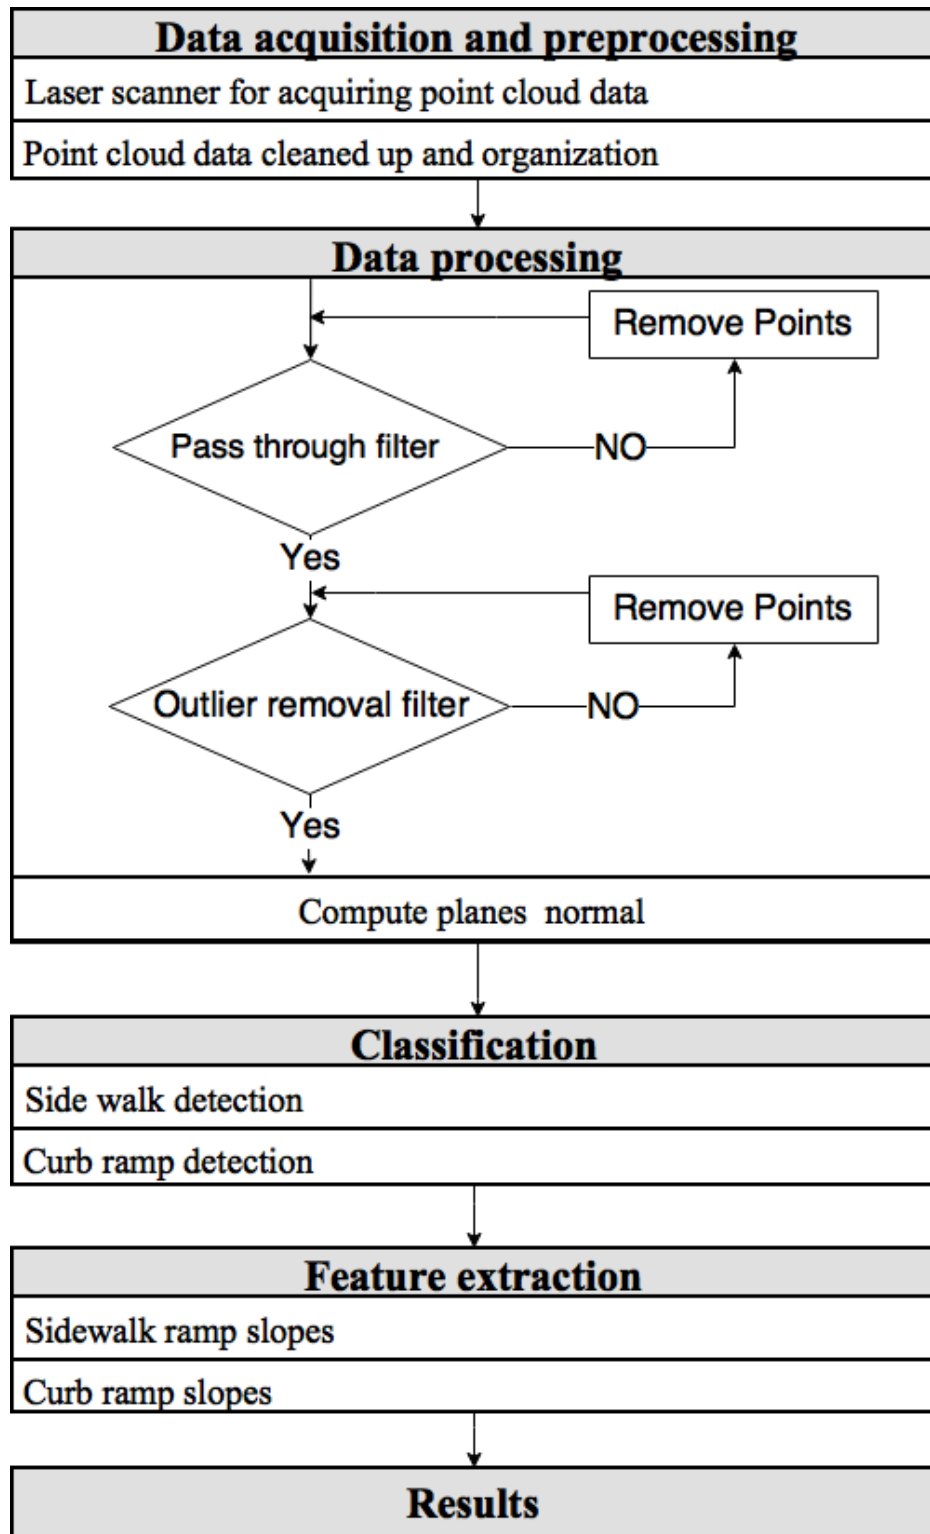 Data acquisition and preprocessing
Laser scanner for acquiring point cloud data
Point cloud data cleaned up and organization
Data processing
Remove Points
Pass through filter
NO
Yes
Remove Points
Outlier removal filter
NO
Yes
Compute planes normal
Classification
Side walk detection
Curb ramp detection
Feature extraction
Sidewalk ramp slopes
Curb ramp slopes
Results